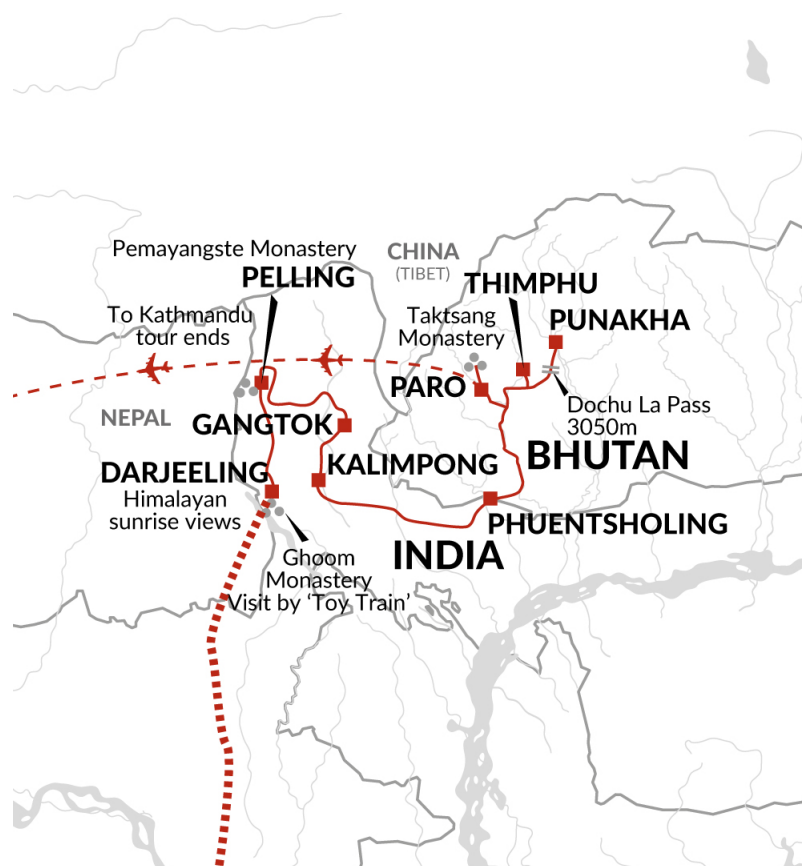 Pemayangste Monastery
PELLING
CHINA
(TIBET)
THIMPHU
To Kathmandu
tour ends
Taktsang
Monastery
PUNAKHA
PARO
NEPAL
GANGTOK
Dochu La Pass
3050m
DARJEELING
Himalayan
sunrise views
KALIMPONG
BHUTAN
PHUENTSHOLING
INDIA
Ghoom
Monastery
Visit by ‘Toy Train’